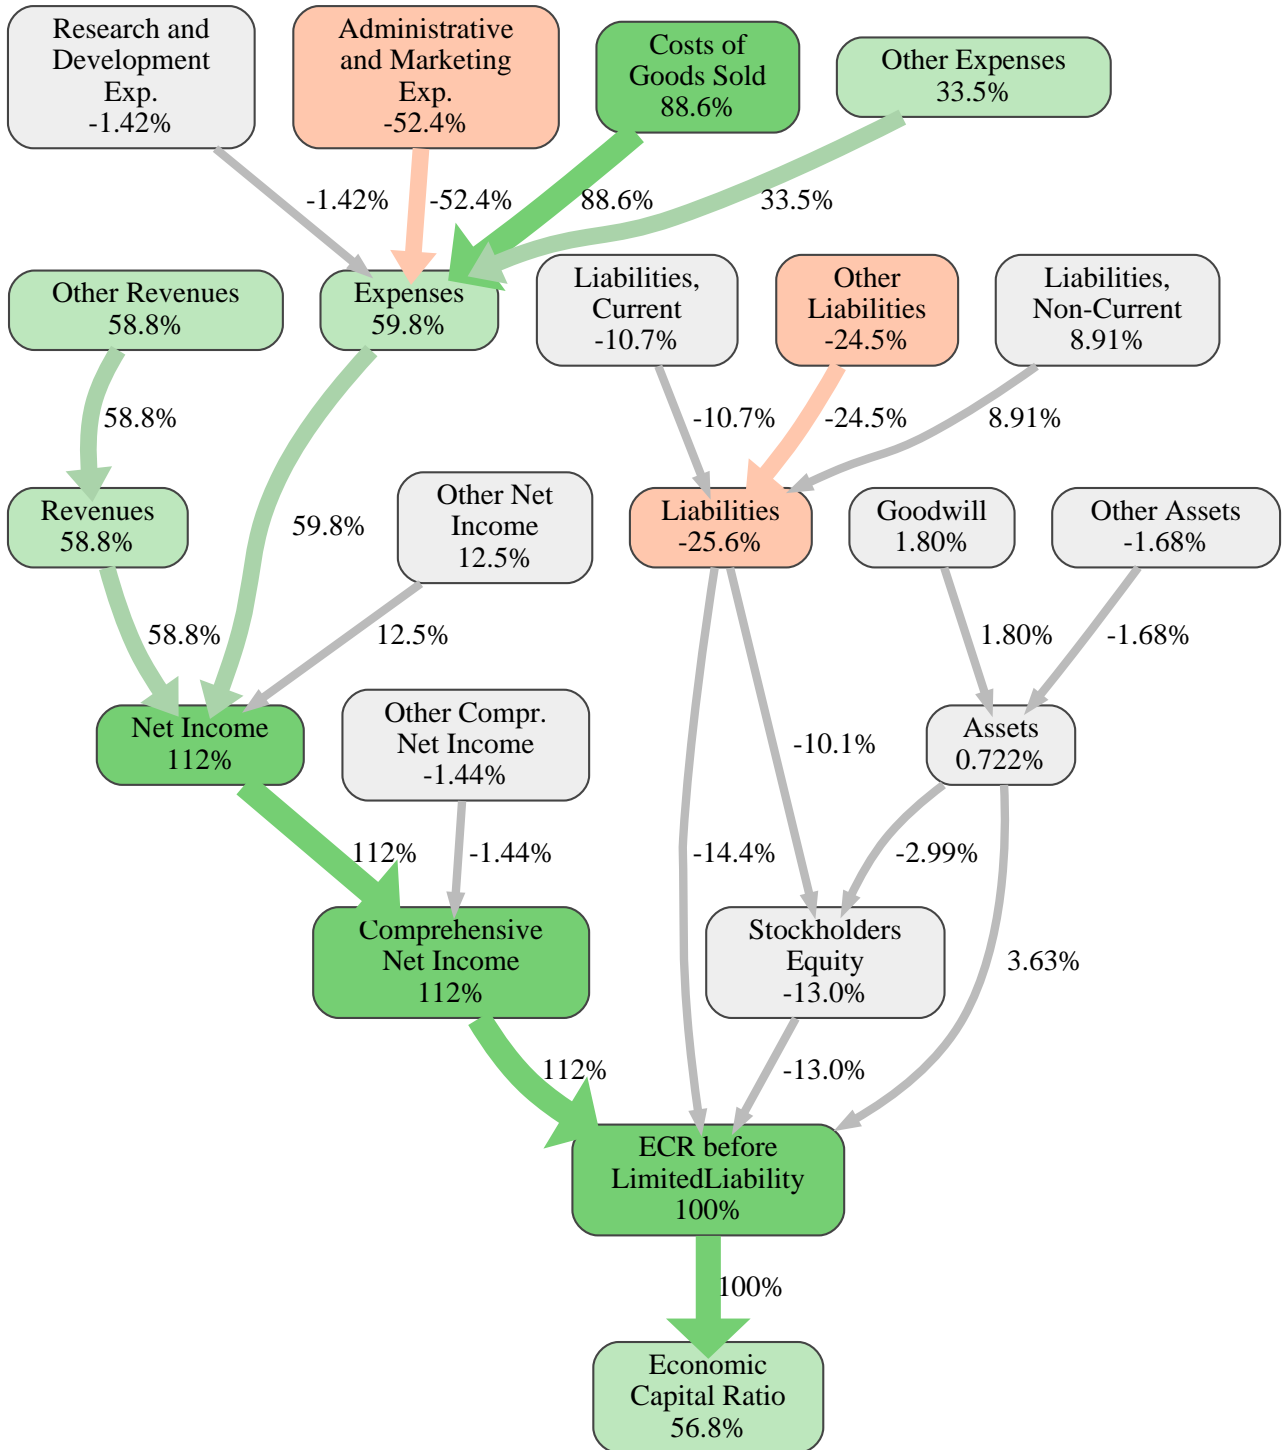 Research and
Development
Exp.
-1.42%
Administrative
and Marketing
Exp.
-52.4%
Costs of
Goods Sold
88.6%
Other Expenses
33.5%
-1.42%
-52.4%
88.6%
33.5%
Other Revenues
58.8%
Expenses
59.8%
Liabilities,
Current
-10.7%
Other
Liabilities
-24.5%
Liabilities,
Non-Current
8.91%
58.8%
59.8%
-10.7%
-24.5%
8.91%
Revenues
58.8%
Other Net
Income
12.5%
Liabilities
-25.6%
Goodwill
1.80%
Other Assets
-1.68%
58.8%
12.5%
1.80%
-1.68%
Net Income
112%
Other Compr.
Net Income
-1.44%
-10.1%
Assets
0.722%
112%
-1.44%
-14.4%
-2.99%
3.63%
Comprehensive
Net Income
112%
Stockholders
Equity
-13.0%
112%
-13.0%
ECR before
LimitedLiability
100%
100%
Economic
Capital Ratio
56.8%